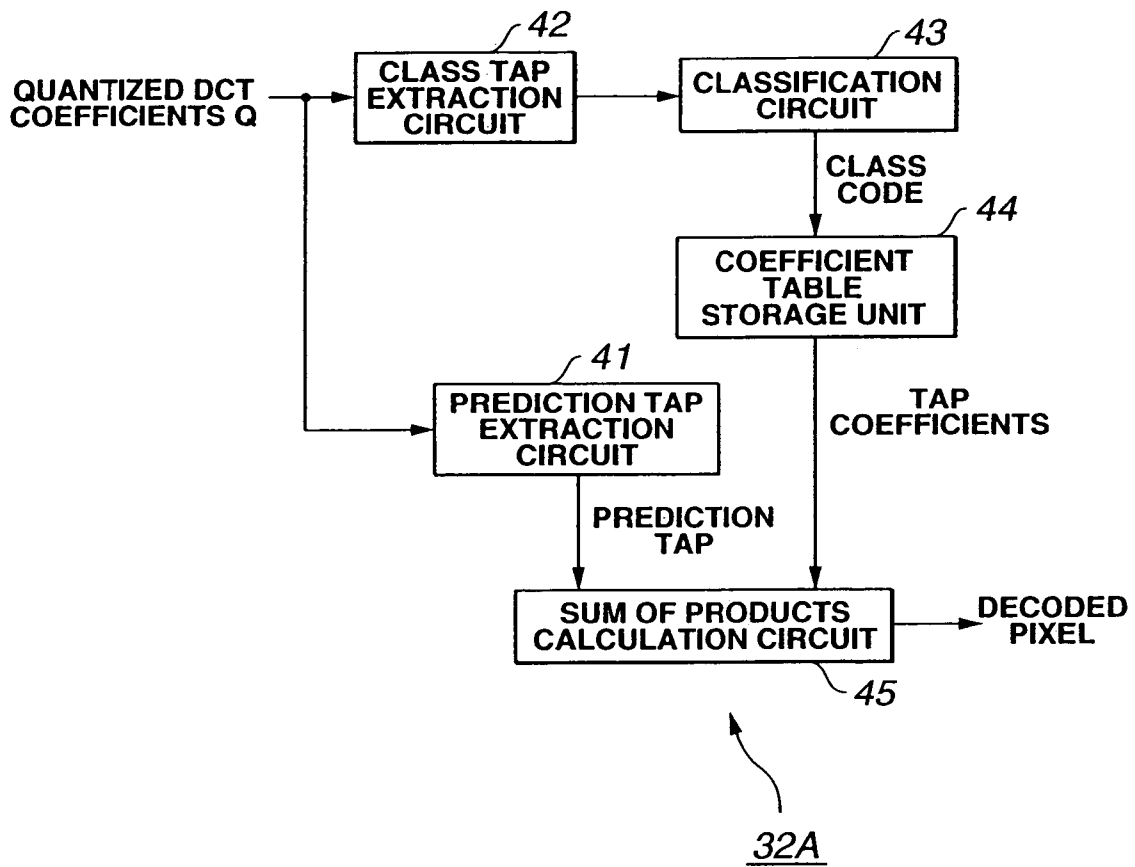 42
CLASS TAP
EXTRACTION
CIRCUIT
43
CLASSIFICATION
CIRCUIT
QUANTIZED DCT
COEFFICIENTS Q
CLASS
CODE
44
COEFFICIENT
TABLE
STORAGE UNIT
41
PREDICTION TAP
EXTRACTION
CIRCUIT
TAP
COEFFICIENTS
PREDICTION
TAP
SUM OF PRODUCTS
CALCULATION CIRCUIT
45
DECODED
PIXEL
32A